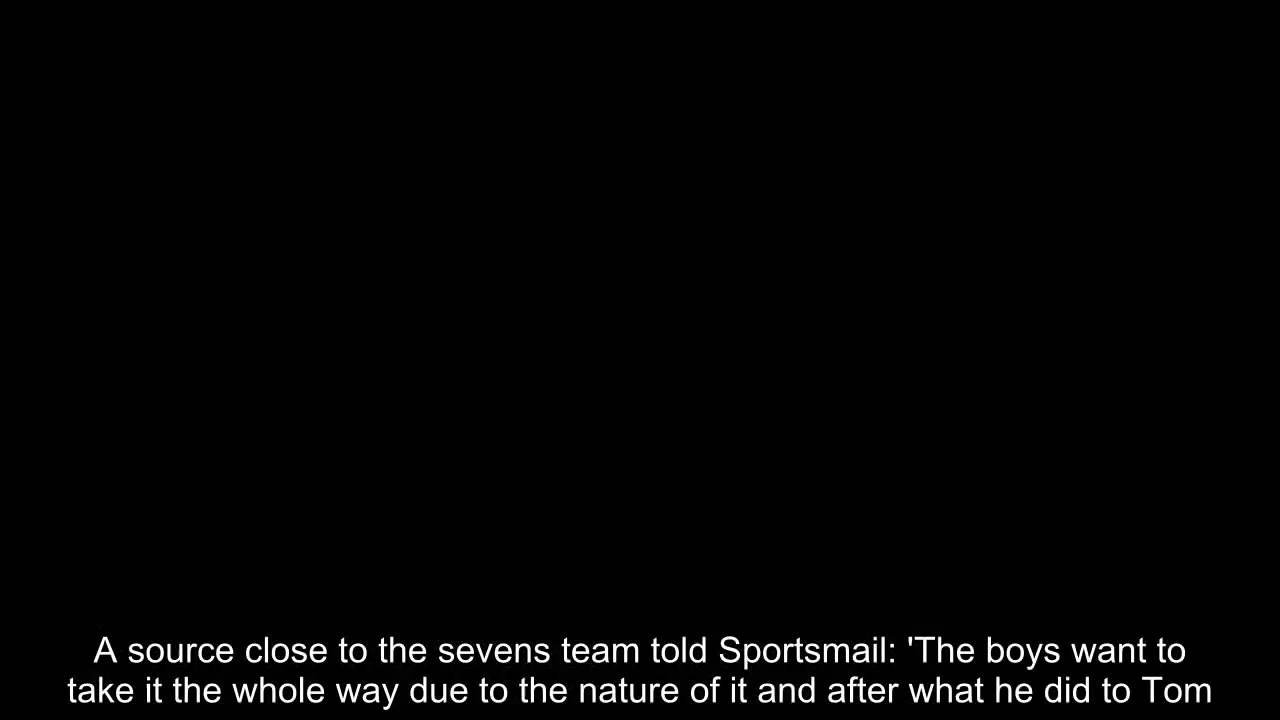 A source close to the sevens team told Sportsmail: 'The boys want to
take it the whole way due to the nature of it and after what he did to Tom